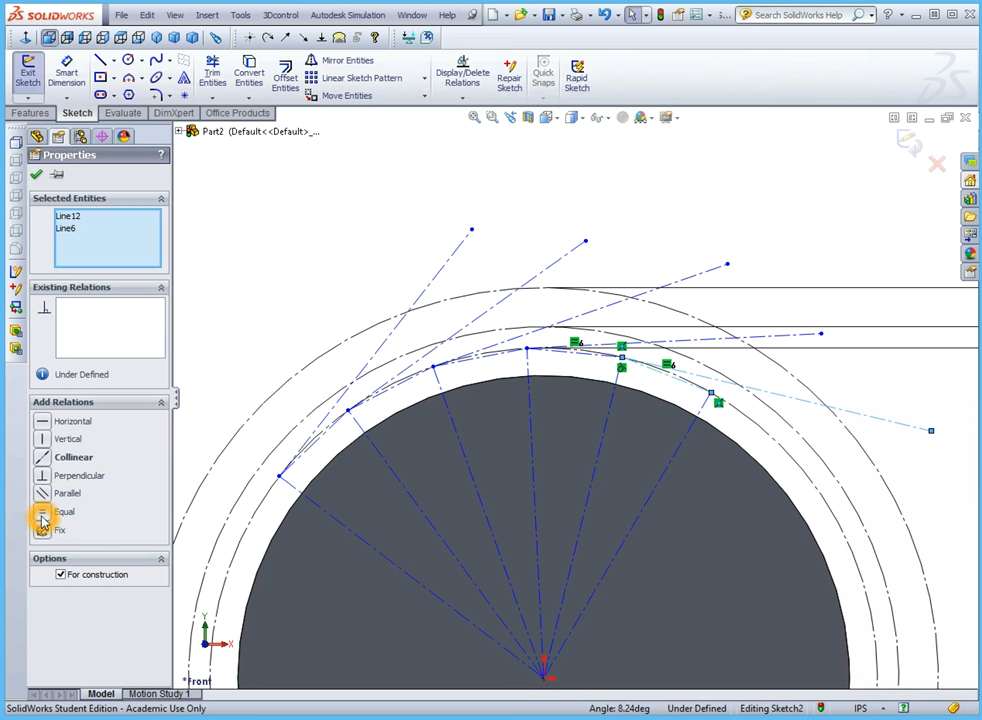 SOLIDWORKS File Edit View Insert Tools 3Dcontrol Autodesk Simulation Window Help Search SolidWorks Help
Exit Sketch Smart Dimension Trim Entities Convert Entities Offset Entities Mirror Entities Linear Sketch Pattern Move Entities Display/Delete Relations Repair Sketch Quick Snaps Rapid Sketch
Features Sketch Evaluate DimXpert Office Products
Part2 (Default<<Default>_...
Properties ?
Selected Entities
Line12
Line6
Existing Relations
Under Defined
Add Relations
Horizontal
Vertical
Collinear
Perpendicular
Parallel
Equal
Fix
Options
For construction
6
6
Y
X
*Front
Model Motion Study 1
SolidWorks Student Edition - Academic Use Only Angle: 8.24deg Under Defined Editing Sketch2 IPS